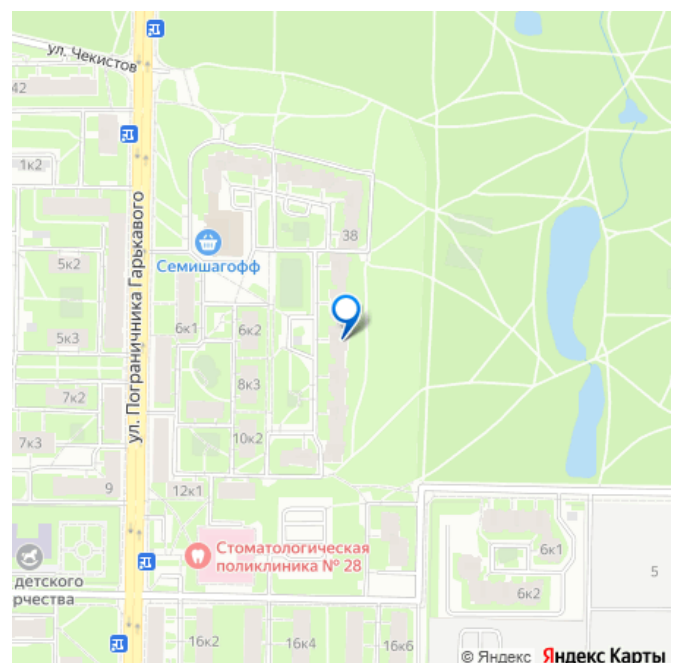 ул. Чекистов
42
1к2
38
Семишагофф
5к2
ул. Пограничника Гарькавого
6к1
6к2
5к3
8к3
7к2
10к2
7к3
9
12к1
Стоматологическая
поликлиника № 28
6к1
5
детского
рчества
6к2
16к2
16к4
16к6
© Яндекс Яндекс Карты